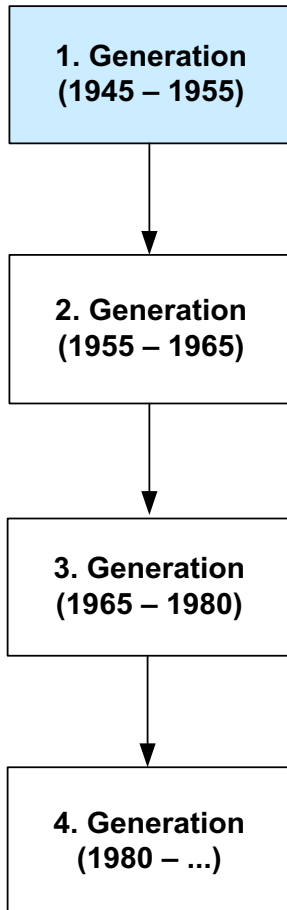 1. Generation
(1945 – 1955)
2. Generation
(1955 – 1965)
3. Generation
(1965 – 1980)
4. Generation
(1980 – ...)